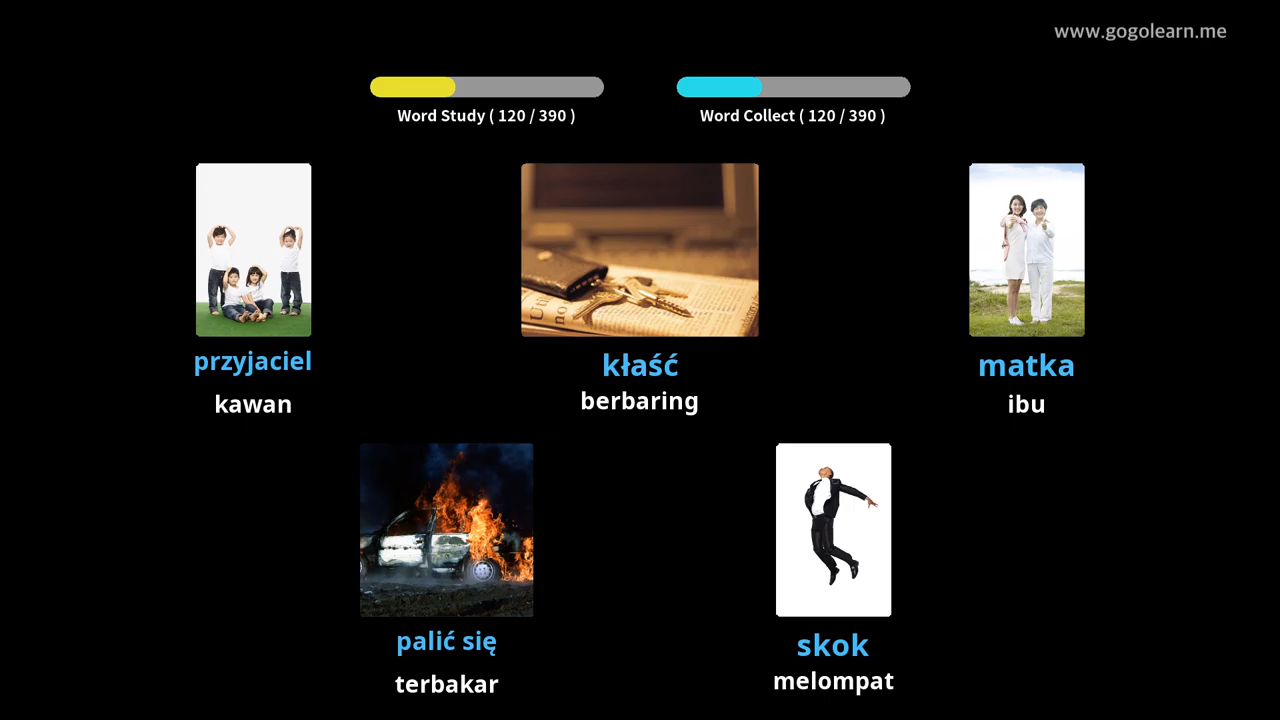 www.gogolearn.me
Word Study ( 120 / 390 )
Word Collect ( 120 / 390 )
przyjaciel
kawan
kłaść
berbaring
matka
ibu
palić się
terbakar
skok
melompat